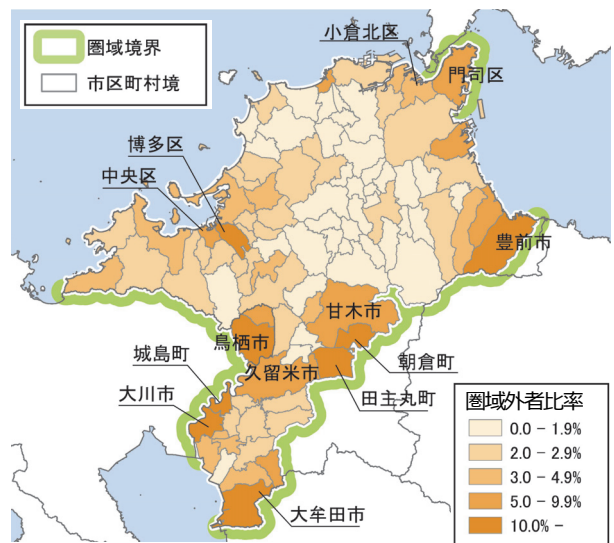 圏域境界
市区町村境
小倉北区
門司区
博多区
中央区
豊前市
甘木市
鳥栖市
城島町
久留米市
朝倉町
大川市
田主丸町
大牟田市
圏域外者比率
0.0 - 1.9%
2.0 - 2.9%
3.0 - 4.9%
5.0 - 9.9%
10.0% -